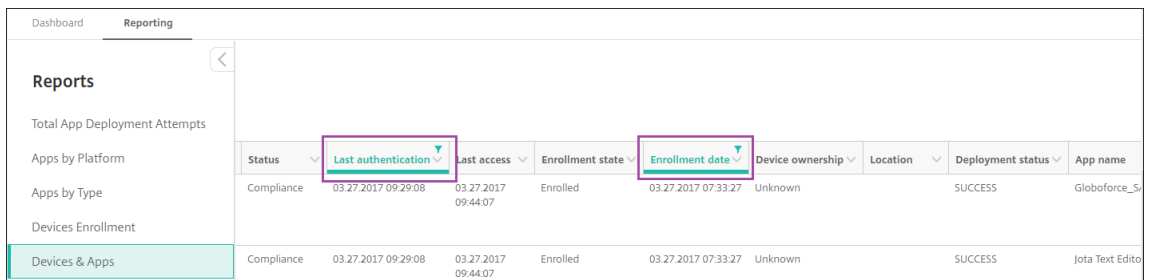 Dashboard Reporting
Reports
Total App Deployment Attempts
Apps by Platform
Apps by Type
Devices Enrollment
Devices & Apps
Status Last authentication Last access Enrollment state Enrollment date Device ownership Location Deployment status App name
Compliance 03.27.2017 09:29:08 03.27.2017 Enrolled 03.27.2017 07:33:27 Unknown SUCCESS Globoforce_S
09:44:07
Compliance 03.27.2017 09:29:08 03.27.2017 Enrolled 03.27.2017 07:33:27 Unknown SUCCESS Jota Text Edito
09:44:07